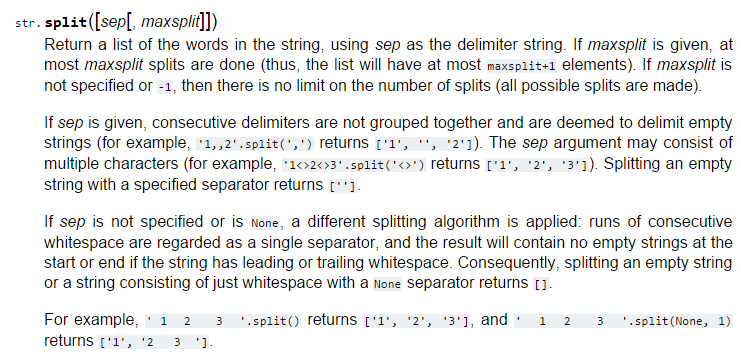 str.split([sep[, maxsplit]])
Return a list of the words in the string, using sep as the delimiter string. If maxsplit is given, at
most maxsplit splits are done (thus, the list will have at most maxsplit+1 elements). If maxsplit is
not specified or -1, then there is no limit on the number of splits (all possible splits are made).
If sep is given, consecutive delimiters are not grouped together and are deemed to delimit empty
strings (for example, '1,,2'.split(',') returns ['1', '', '2']). The sep argument may consist of
multiple characters (for example, '1<>2<>3'.split('<>') returns ['1', '2', '3']). Splitting an empty
string with a specified separator returns [''].
If sep is not specified or is None, a different splitting algorithm is applied: runs of consecutive
whitespace are regarded as a single separator, and the result will contain no empty strings at the
start or end if the string has leading or trailing whitespace. Consequently, splitting an empty string
or a string consisting of just whitespace with a None separator returns [].
For example, ' 1  2   3  '.split() returns ['1', '2', '3'], and '  1  2   3  '.split(None, 1)
returns ['1', '2   3  '].